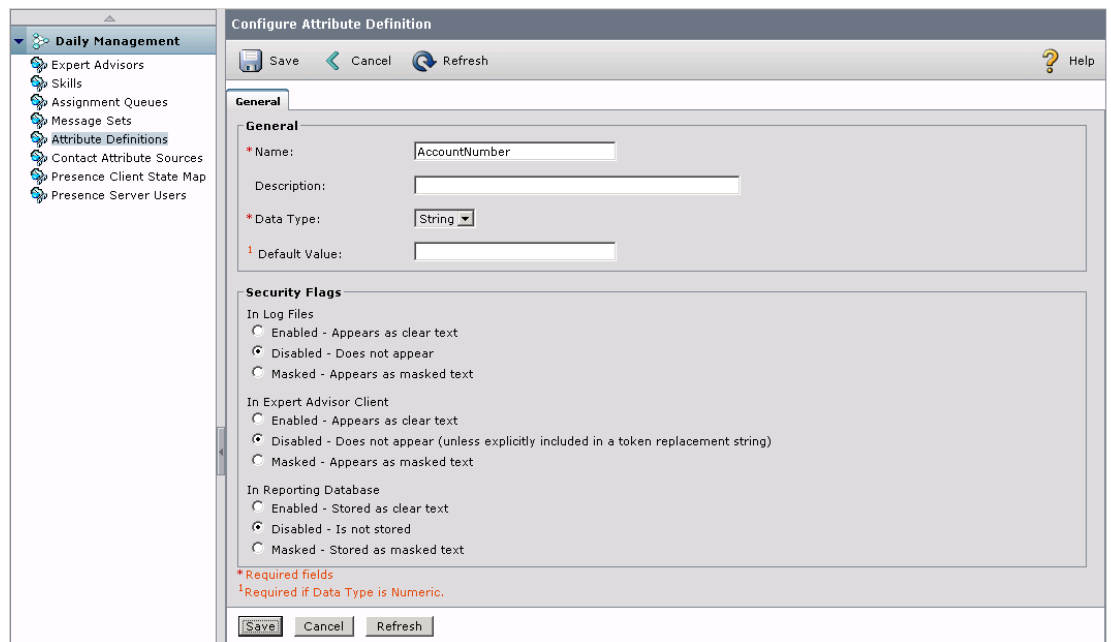 Daily Management
Expert Advisors
Skills
Assignment Queues
Message Sets
Attribute Definitions
Contact Attribute Sources
Presence Client State Map
Presence Server Users
Configure Attribute Definition
Save Cancel Refresh Help
General
General
* Name: AccountNumber
Description:
* Data Type: String
1 Default Value:
Security Flags
In Log Files
Enabled - Appears as clear text
Disabled - Does not appear
Masked - Appears as masked text
In Expert Advisor Client
Enabled - Appears as clear text
Disabled - Does not appear (unless explicitly included in a token replacement string)
Masked - Appears as masked text
In Reporting Database
Enabled - Stored as clear text
Disabled - Is not stored
Masked - Stored as masked text
* Required fields
1Required if Data Type is Numeric.
Save Cancel Refresh